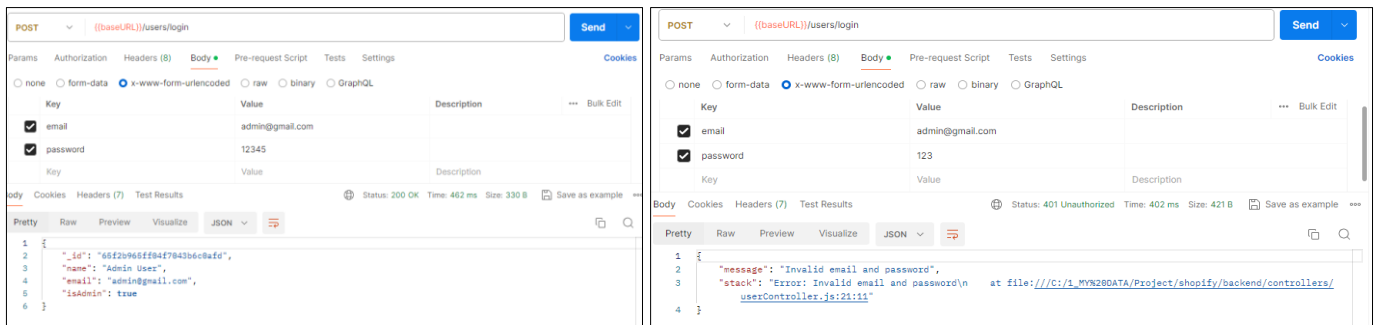 POST {{baseURL}}/users/login Send
Params Authorization Headers (8) Body Pre-request Script Tests Settings Cookies
none form-data x-www-form-urlencoded raw binary GraphQL
Key Value Description ••• Bulk Edit
email admin@gmail.com
password 12345
Key Value Description
ody Cookies Headers (7) Test Results Status: 200 OK Time: 462 ms Size: 330 B Save as example •••
Pretty Raw Preview Visualize JSON
1 {
2 "_id": "65f2b965ff04f7043b6c0afd",
3 "name": "Admin User",
4 "email": "admin@gmail.com",
5 "isAdmin": true
6 }
POST {{baseURL}}/users/login Send
Params Authorization Headers (8) Body Pre-request Script Tests Settings Cookies
none form-data x-www-form-urlencoded raw binary GraphQL
Key Value Description ••• Bulk Edit
email admin@gmail.com
password 123
Key Value Description
Body Cookies Headers (7) Test Results Status: 401 Unauthorized Time: 402 ms Size: 421 B Save as example •••
Pretty Raw Preview Visualize JSON
1 {
2 "message": "Invalid email and password",
3 "stack": "Error: Invalid email and password\n    at file:///C:/1_MY%20DATA/Project/shopify/backend/controllers/
userController.js:21:11"
4 }